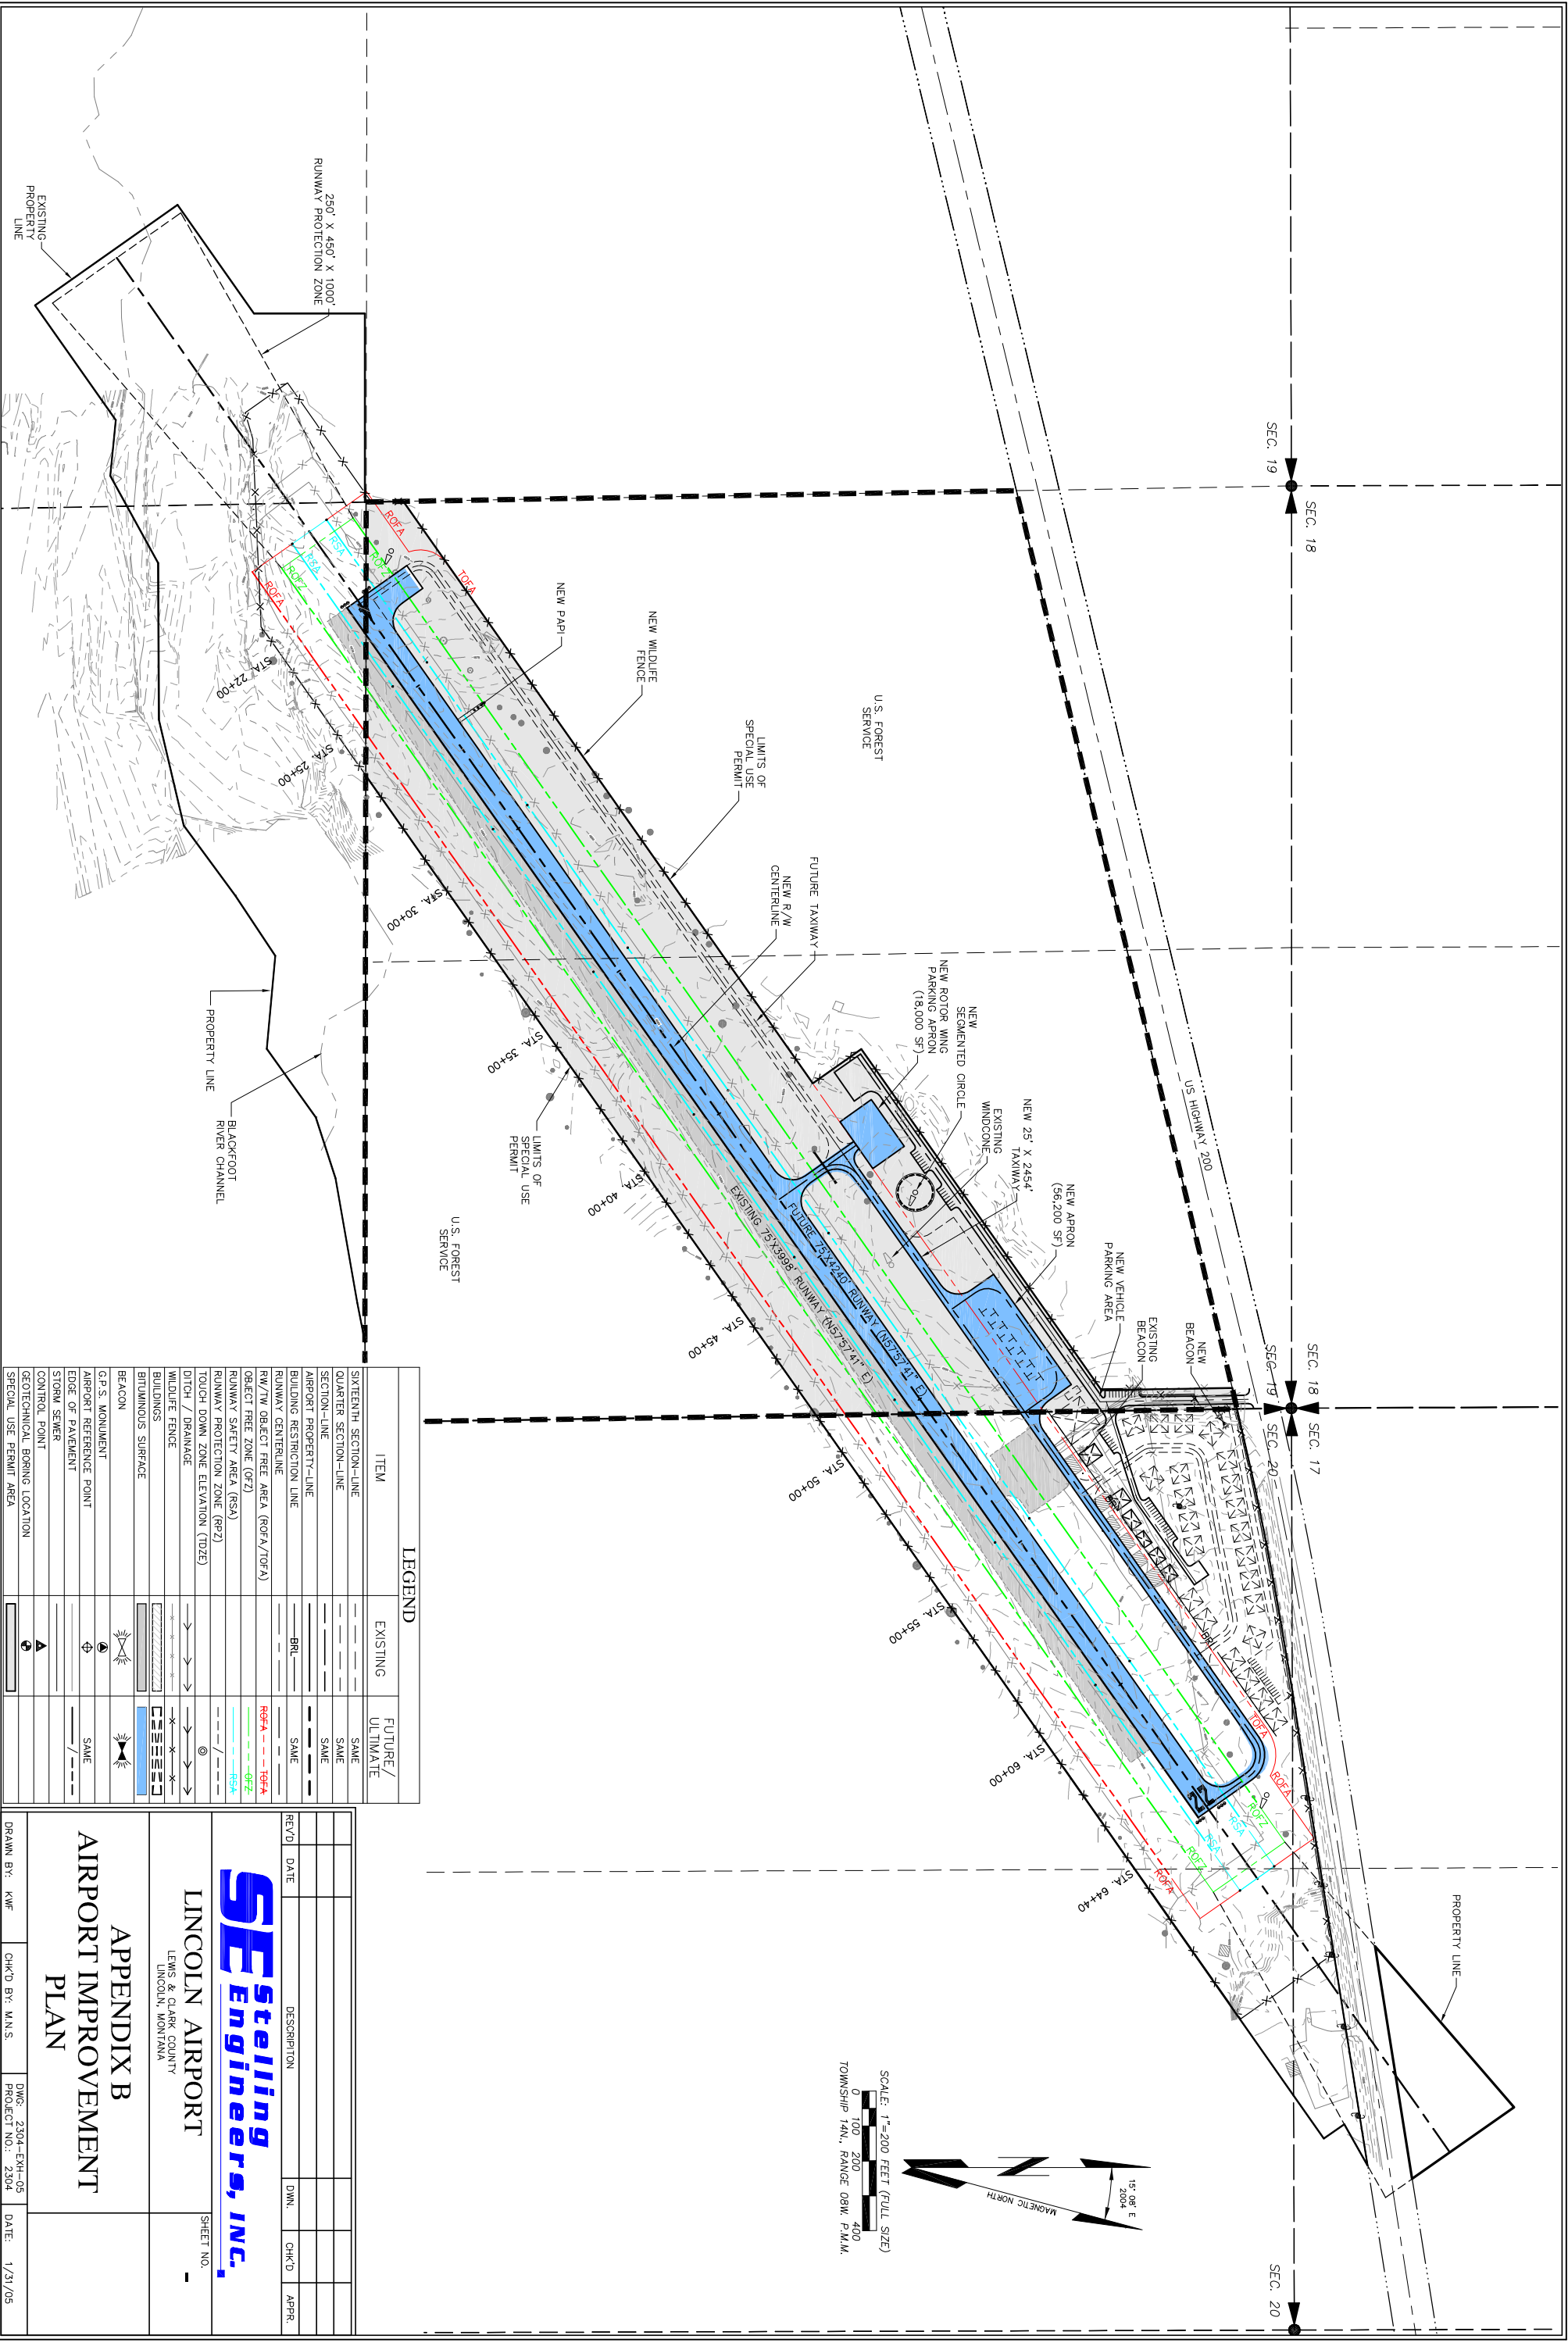 SEC. 19
SEC. 18
SEC. 18
SEC. 17
SEC. 19
SEC. 20
SEC. 20
US HIGHWAY 200
PROPERTY LINE
250' X 450' X 1000'
RUNWAY PROTECTION ZONE
EXISTING
PROPERTY
LINE
U.S. FOREST
SERVICE
NEW WILDLIFE
FENCE
NEW PAPI
LIMITS OF
SPECIAL USE
PERMIT
FUTURE TAXIWAY
NEW R/W
CENTERLINE
NEW ROTOR WING
PARKING APRON
(18,000 SF)
NEW
SEGMENTED CIRCLE
EXISTING
WINDCONE
NEW 25' X 2454'
TAXIWAY
NEW APRON
(56,200 SF)
NEW VEHICLE
PARKING AREA
EXISTING
BEACON
NEW
BEACON
ROFA
TOFA
ROFZ
RSA
RSA
ROFZ
ROFA
BRL
TOFA
ROFA
ROFZ
RSA
RSA
ROFZ
ROFA
22
FUTURE 75'X4240' RUNWAY (N57°57'41" E)
EXISTING 75'X3998' RUNWAY (N57°57'41" E)
STA. 22+00
STA. 25+00
STA. 30+00
STA. 35+00
STA. 40+00
STA. 45+00
STA. 50+00
STA. 55+00
STA. 60+00
STA. 64+40
LIMITS OF
SPECIAL USE
PERMIT
U.S. FOREST
SERVICE
PROPERTY LINE
BLACKFOOT
RIVER CHANNEL
15° 08' E
2004
MAGNETIC NORTH
SCALE: 1"=200 FEET (FULL SIZE)
0 100 200 400
TOWNSHIP 14N., RANGE 08W. P.M.M.
LEGEND
ITEM EXISTING FUTURE/
ULTIMATE
SIXTEENTH SECTION-LINE SAME
QUARTER SECTION-LINE SAME
SECTION-LINE SAME
AIRPORT PROPERTY-LINE
BUILDING RESTRICTION LINE BRL SAME
RUNWAY CENTERLINE
RW/TW OBJECT FREE AREA (ROFA/TOFA) ROFA TOFA
OBJECT FREE ZONE (OFZ) OFZ
RUNWAY SAFETY AREA (RSA) RSA
RUNWAY PROTECTION ZONE (RPZ)
TOUCH DOWN ZONE ELEVATION (TDZE)
DITCH / DRAINAGE
WILDLIFE FENCE
BUILDINGS
BITUMINOUS SURFACE
BEACON
G.P.S. MONUMENT
AIRPORT REFERENCE POINT SAME
EDGE OF PAVEMENT
STORM SEWER
CONTROL POINT
GEOTECHNICAL BORING LOCATION
SPECIAL USE PERMIT AREA
REV'D DATE DESCRIPITON DWN. CHK'D APPR.
SE Stelling
Engineers, INC.
LINCOLN AIRPORT
LEWIS & CLARK COUNTY
LINCOLN, MONTANA
SHEET NO.
-
APPENDIX B
AIRPORT IMPROVEMENT
PLAN
DRAWN BY: KWF CHK'D BY: M.N.S. DWG: 2304-EXH-05
PROJECT NO.: 2304 DATE: 1/31/05